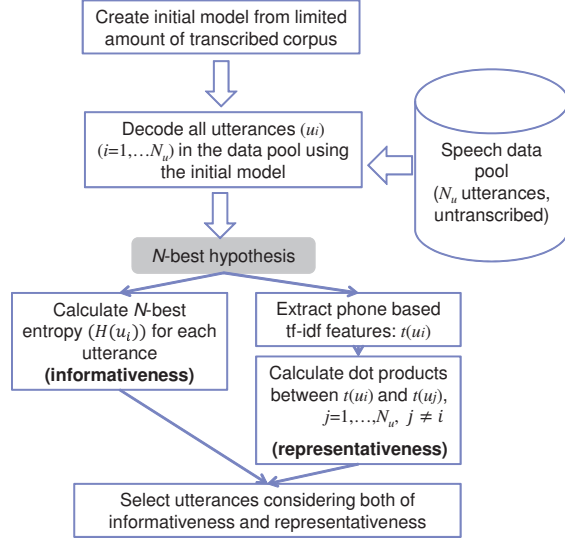 Create initial model from limited
amount of transcribed corpus
Decode all utterances (uᵢ)
(i=1,…Nᵤ) in the data pool using
the initial model
Speech data
pool
(Nᵤ utterances,
untranscribed)
N-best hypothesis
Calculate N-best
entropy (H(uᵢ)) for each
utterance
(informativeness)
Extract phone based
tf-idf features: t(uᵢ)
Calculate dot products
between t(uᵢ) and t(uⱼ),
j=1,…,Nᵤ, j ≠ i
(representativeness)
Select utterances considering both of
informativeness and representativeness